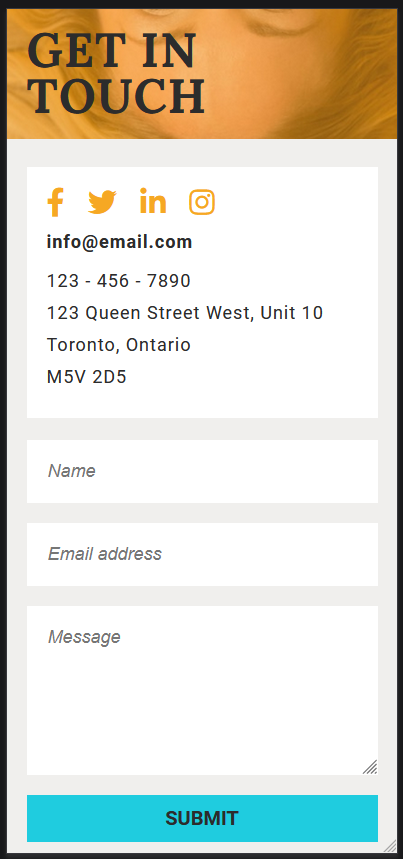 GET IN
TOUCH
info@email.com
123 - 456 - 7890
123 Queen Street West, Unit 10
Toronto, Ontario
M5V 2D5
Name
Email address
Message
SUBMIT